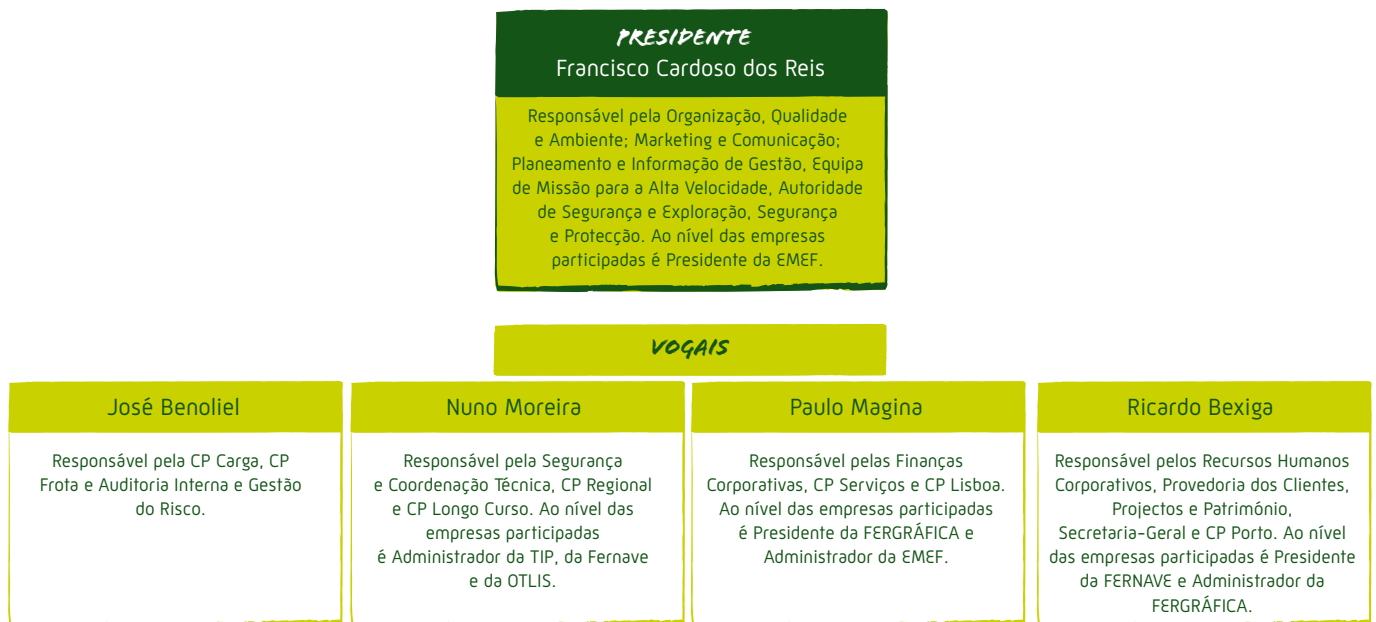 PRESIDENTE
Francisco Cardoso dos Reis
Responsável pela Organização, Qualidade
e Ambiente; Marketing e Comunicação;
Planeamento e Informação de Gestão, Equipa
de Missão para a Alta Velocidade, Autoridade
de Segurança e Exploração, Segurança
e Protecção. Ao nível das empresas
participadas é Presidente da EMEF.
VOGAIS
José Benoliel
Responsável pela CP Carga, CP
Frota e Auditoria Interna e Gestão
do Risco.
Nuno Moreira
Responsável pela Segurança
e Coordenação Técnica, CP Regional
e CP Longo Curso. Ao nível das
empresas participadas
é Administrador da TIP, da Fernave
e da OTLIS.
Paulo Magina
Responsável pelas Finanças
Corporativas, CP Serviços e CP Lisboa.
Ao nível das empresas participadas
é Presidente da FERGRÁFICA e
Administrador da EMEF.
Ricardo Bexiga
Responsável pelos Recursos Humanos
Corporativos, Provedoria dos Clientes,
Projectos e Património,
Secretaria-Geral e CP Porto. Ao nível
das empresas participadas é Presidente
da FERNAVE e Administrador da
FERGRÁFICA.